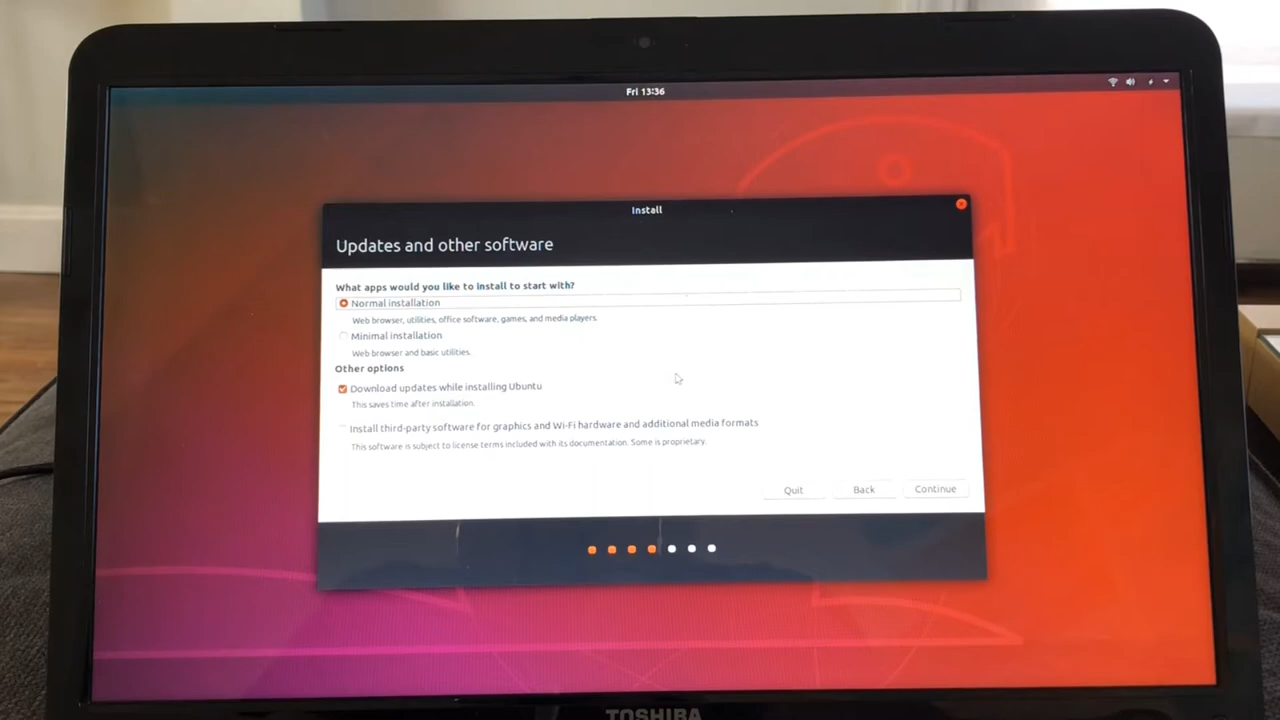 Fri 13:36
Install
Updates and other software
What apps would you like to install to start with?
Normal installation
Web browser, utilities, office software, games, and media players.
Minimal installation
Web browser and basic utilities.
Other options
Download updates while installing Ubuntu
This saves time after installation.
Install third-party software for graphics and Wi-Fi hardware and additional media formats
This software is subject to license terms included with its documentation. Some is proprietary.
Quit Back Continue
TOSHIBA